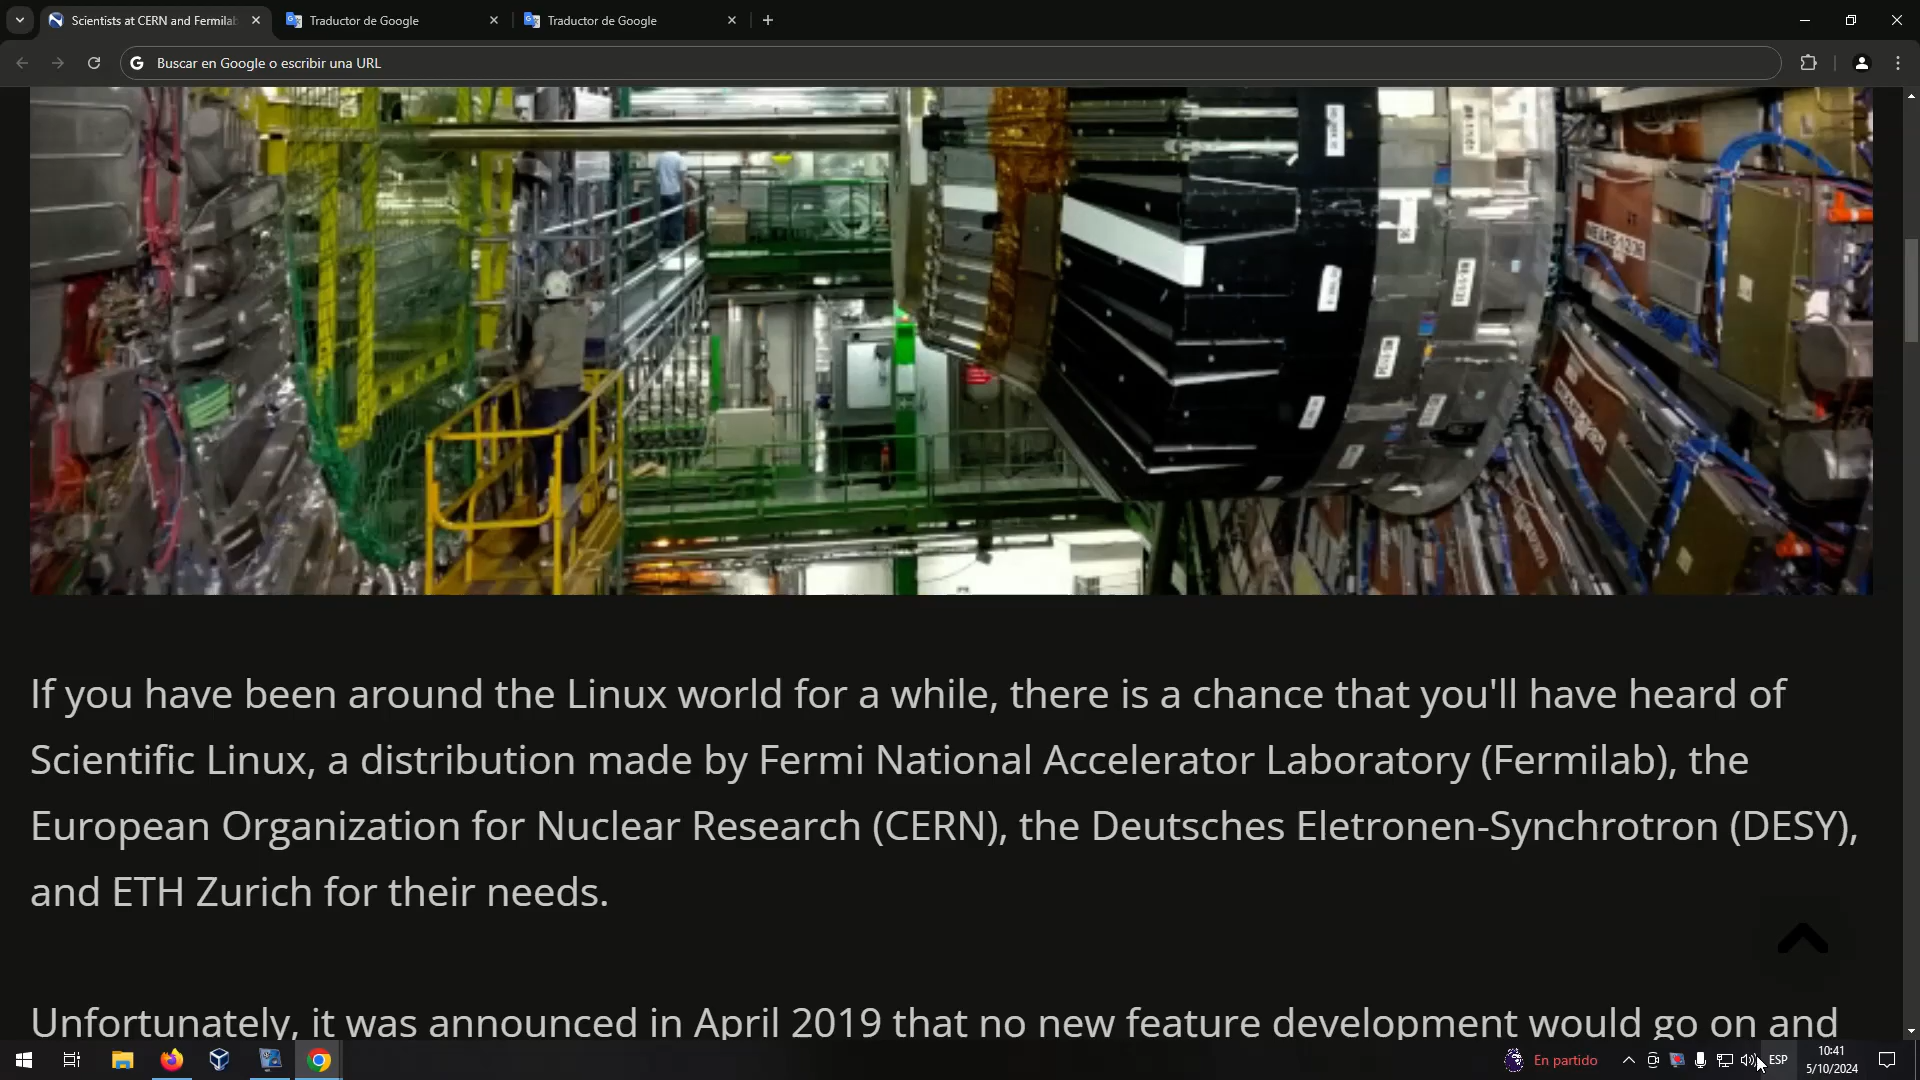 Scientists at CERN and Fermilab
Traductor de Google
Traductor de Google
Buscar en Google o escribir una URL
If you have been around the Linux world for a while, there is a chance that you'll have heard of
Scientific Linux, a distribution made by Fermi National Accelerator Laboratory (Fermilab), the
European Organization for Nuclear Research (CERN), the Deutsches Eletronen-Synchrotron (DESY),
and ETH Zurich for their needs.
Unfortunately, it was announced in April 2019 that no new feature development would go on and
En partido
ESP
10:41
5/10/2024